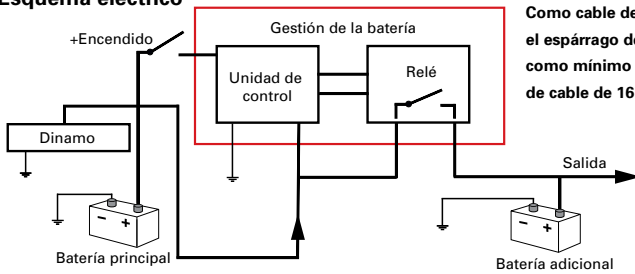 Esquema eléctrico
Como cable de
el espárrago de
como mínimo
de cable de 16
Gestión de la batería
+Encendido
Unidad de
control
Relé
Dinamo
Salida
Batería principal
Batería adicional